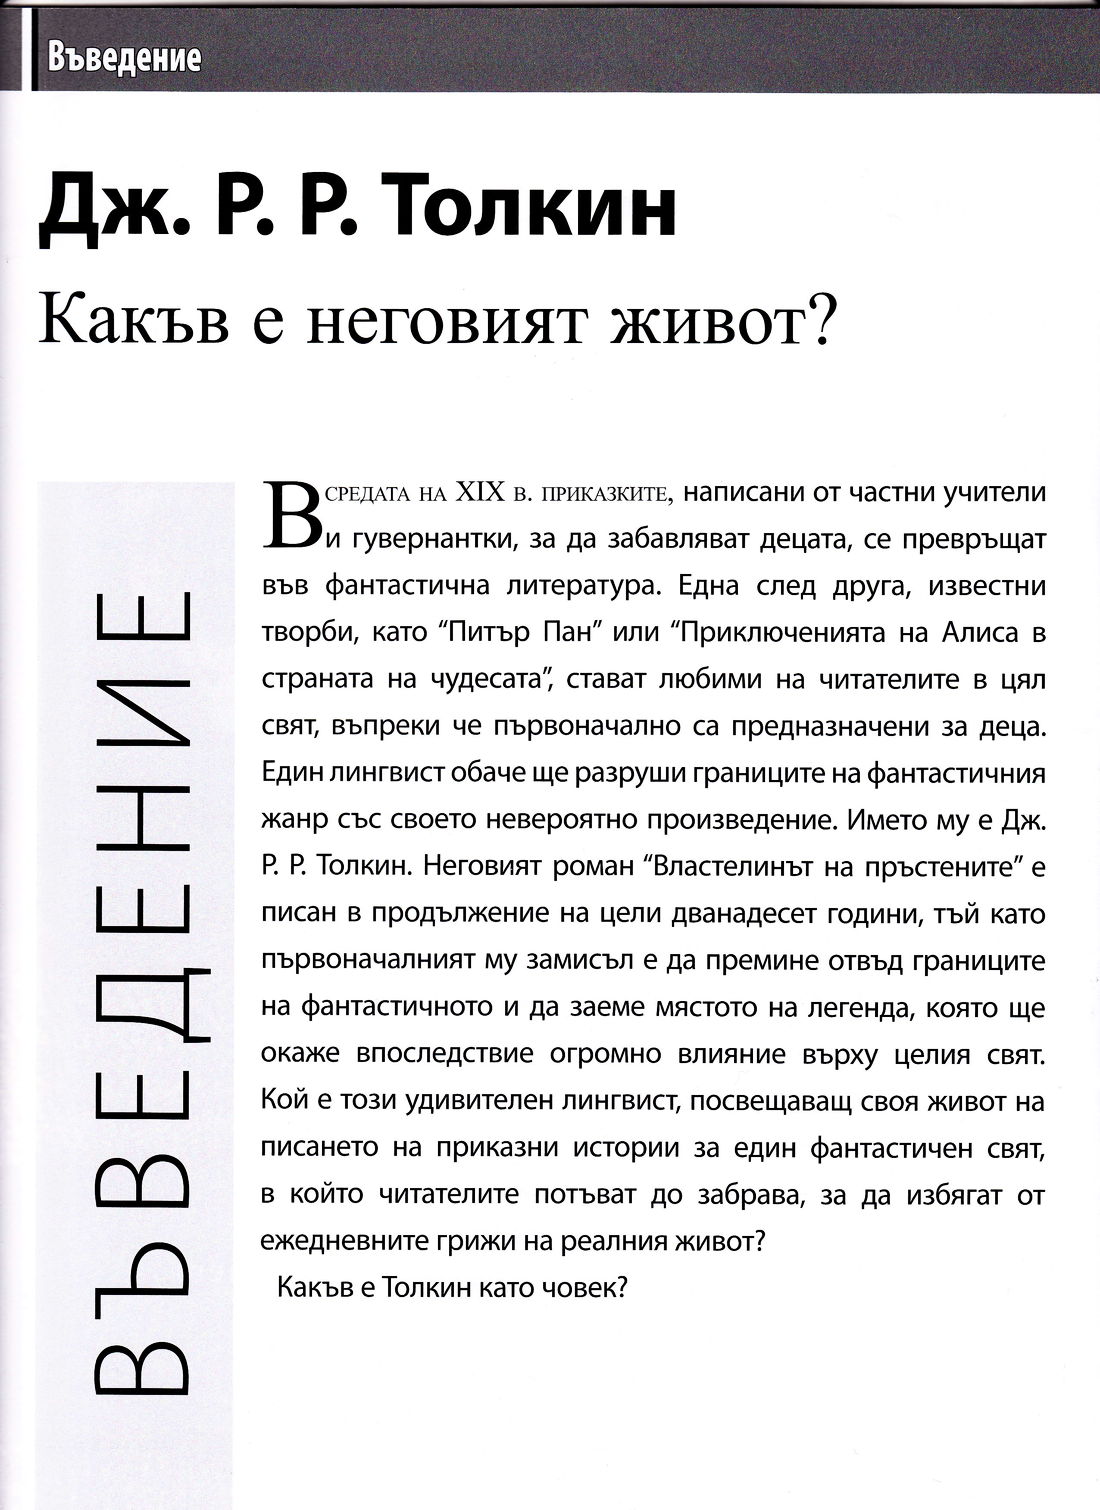 Въведение
Дж. Р. Р. Толкин
Какъв е неговият живот?
ВЪВЕДЕНИЕ
В средата на XIX в. приказките, написани от частни учители
и гувернантки, за да забавляват децата, се превръщат
във фантастична литература. Една след друга, известни
творби, като “Питър Пан” или “Приключенията на Алиса в
страната на чудесата”, стават любими на читателите в цял
свят, въпреки че първоначално са предназначени за деца.
Един лингвист обаче ще разруши границите на фантастичния
жанр със своето невероятно произведение. Името му е Дж.
Р. Р. Толкин. Неговият роман “Властелинът на пръстените” е
писан в продължение на цели дванадесет години, тъй като
първоначалният му замисъл е да премине отвъд границите
на фантастичното и да заеме мястото на легенда, която ще
окаже впоследствие огромно влияние върху целия свят.
Кой е този удивителен лингвист, посвещаващ своя живот на
писането на приказни истории за един фантастичен свят,
в който читателите потъват до забрава, за да избягат от
ежедневните грижи на реалния живот?
Какъв е Толкин като човек?